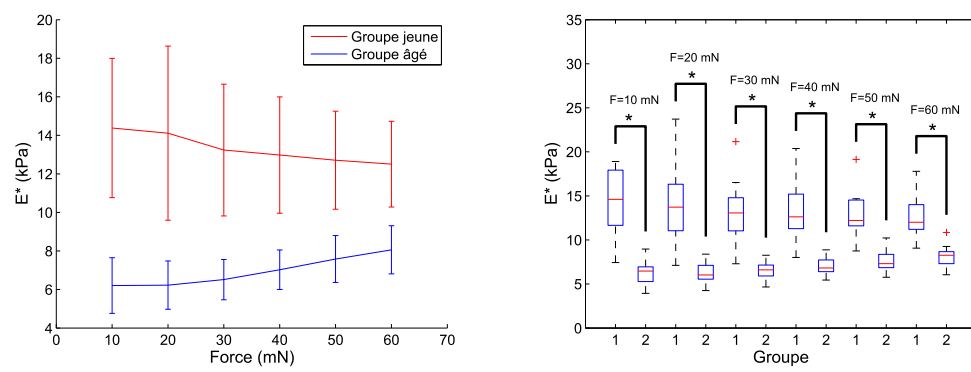 20
18
16
14
12
10
8
6
4
E* (kPa)
0 10 20 30 40 50 60 70
Force (mN)
Groupe jeune
Groupe âgé
35
30
25
20
15
10
5
0
E* (kPa)
F=10 mN
*
F=20 mN
*
F=30 mN
*
F=40 mN
*
F=50 mN
*
F=60 mN
*
1 2 1 2 1 2 1 2 1 2 1 2
Groupe